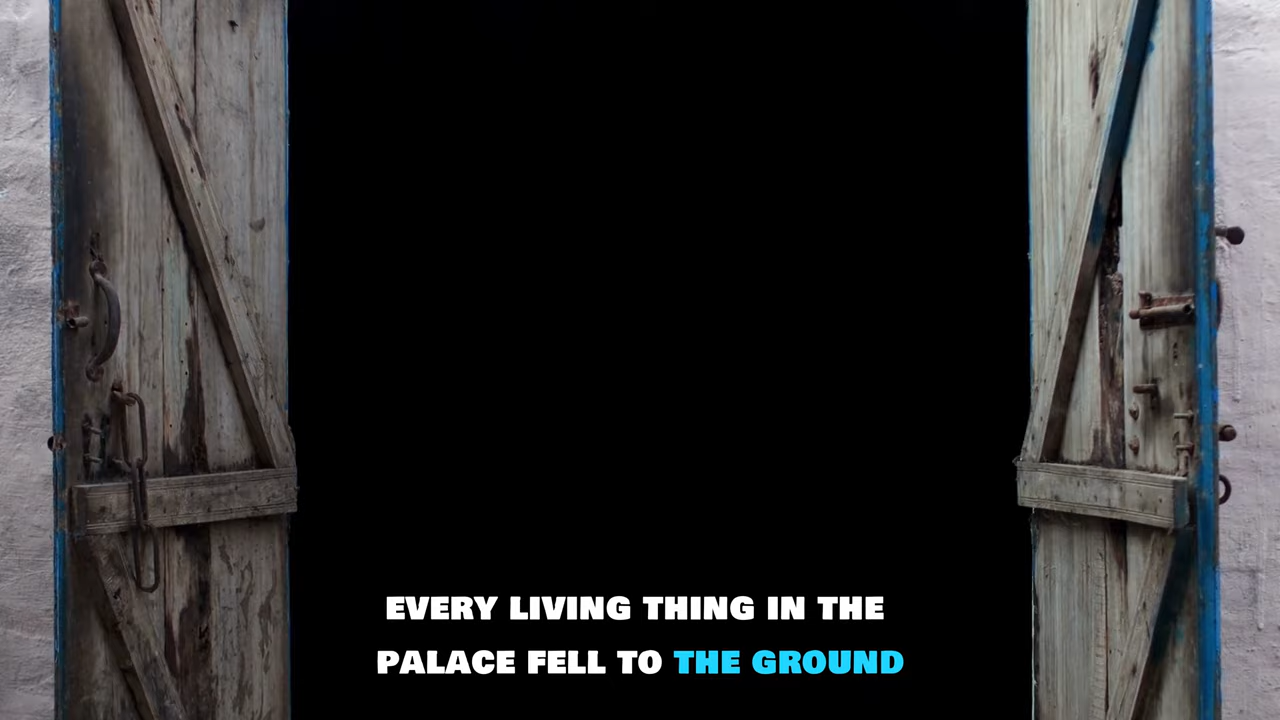 EVERY LIVING THING IN THE
PALACE FELL TO THE GROUND